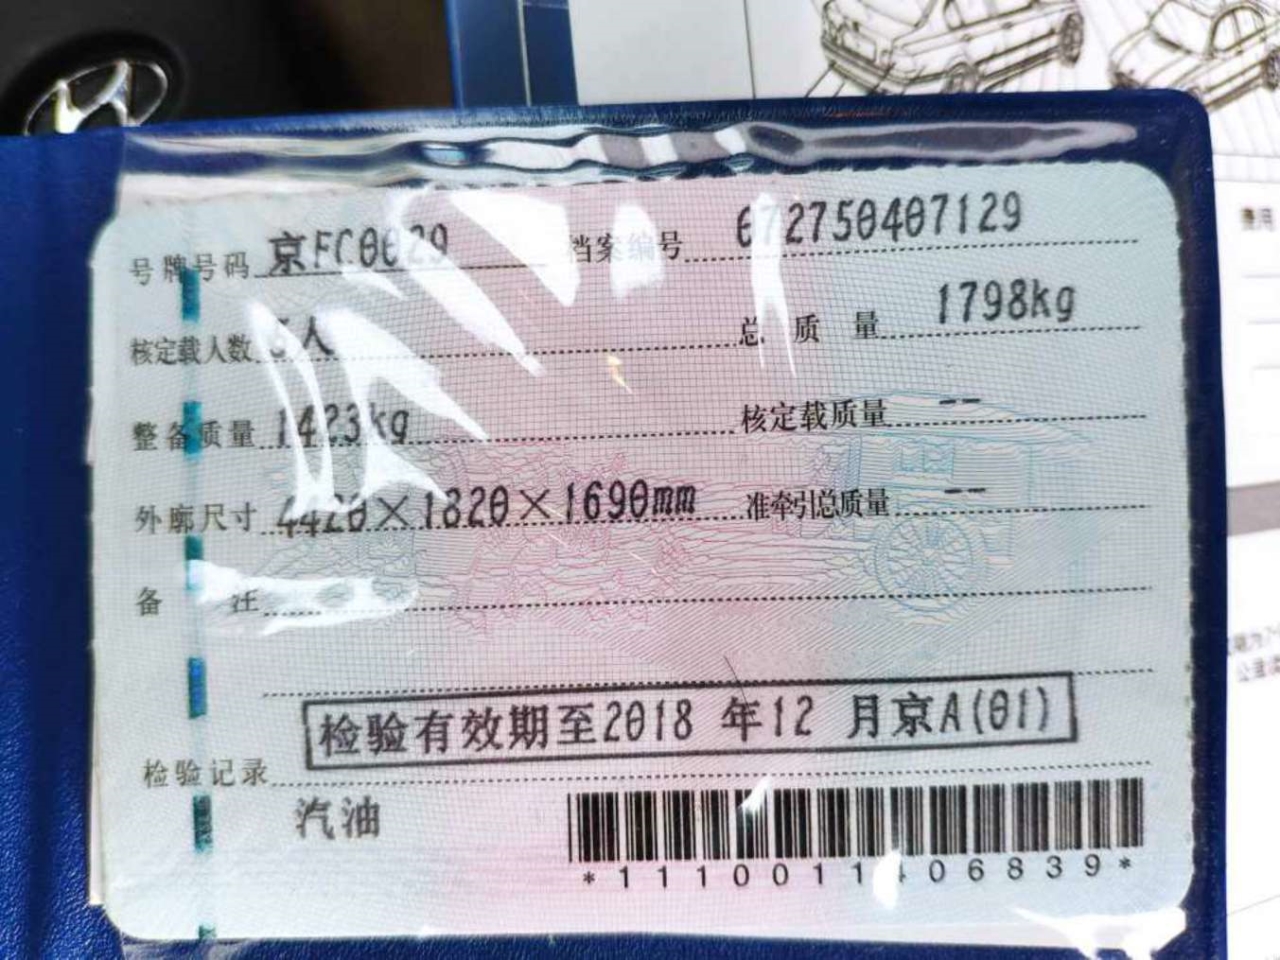 号牌号码 京FC0029 档案编号 672750407129
核定载人数 5人 总质量 1798kg
整备质量 1423kg 核定载质量 --
外廓尺寸 4420×1820×1690mm 准牵引总质量 --
备注
检验有效期至2018 年12 月京A(01)
检验记录
汽油
费用